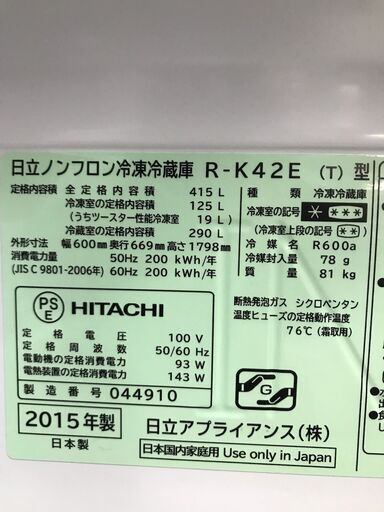 日立ノンフロン冷凍冷蔵庫 R-K42E (T) 型
定格内容積 全定格内容積 415 L
冷凍室の定格内容積 125 L
(うちツースター性能冷凍室 19 L)
冷蔵室の定格内容積 290 L
外形寸法 幅600㎜ 奥行669㎜ 高さ1798㎜
消費電力量 50Hz 200 kWh/年
(JIS C 9801-2006年) 60Hz 200 kWh/年
種類 冷凍冷蔵庫
冷凍室の記号 * ***
(冷凍室上段の記号 **)
冷媒 R600a
冷媒封入量 78 g
質量 81 kg
PS E HITACHI
定格電圧 100 V
定格周波数 50/60 Hz
電動機の定格消費電力 93 W
電熱装置の定格消費電力 143 W
製造番号 044910
断熱発泡ガス シクロペンタン
温度ヒューズの定格動作温度
76℃ (霜取用)
G
2015年製
日本製
日立アプライアンス(株)
日本国内家庭用 Use only in Japan